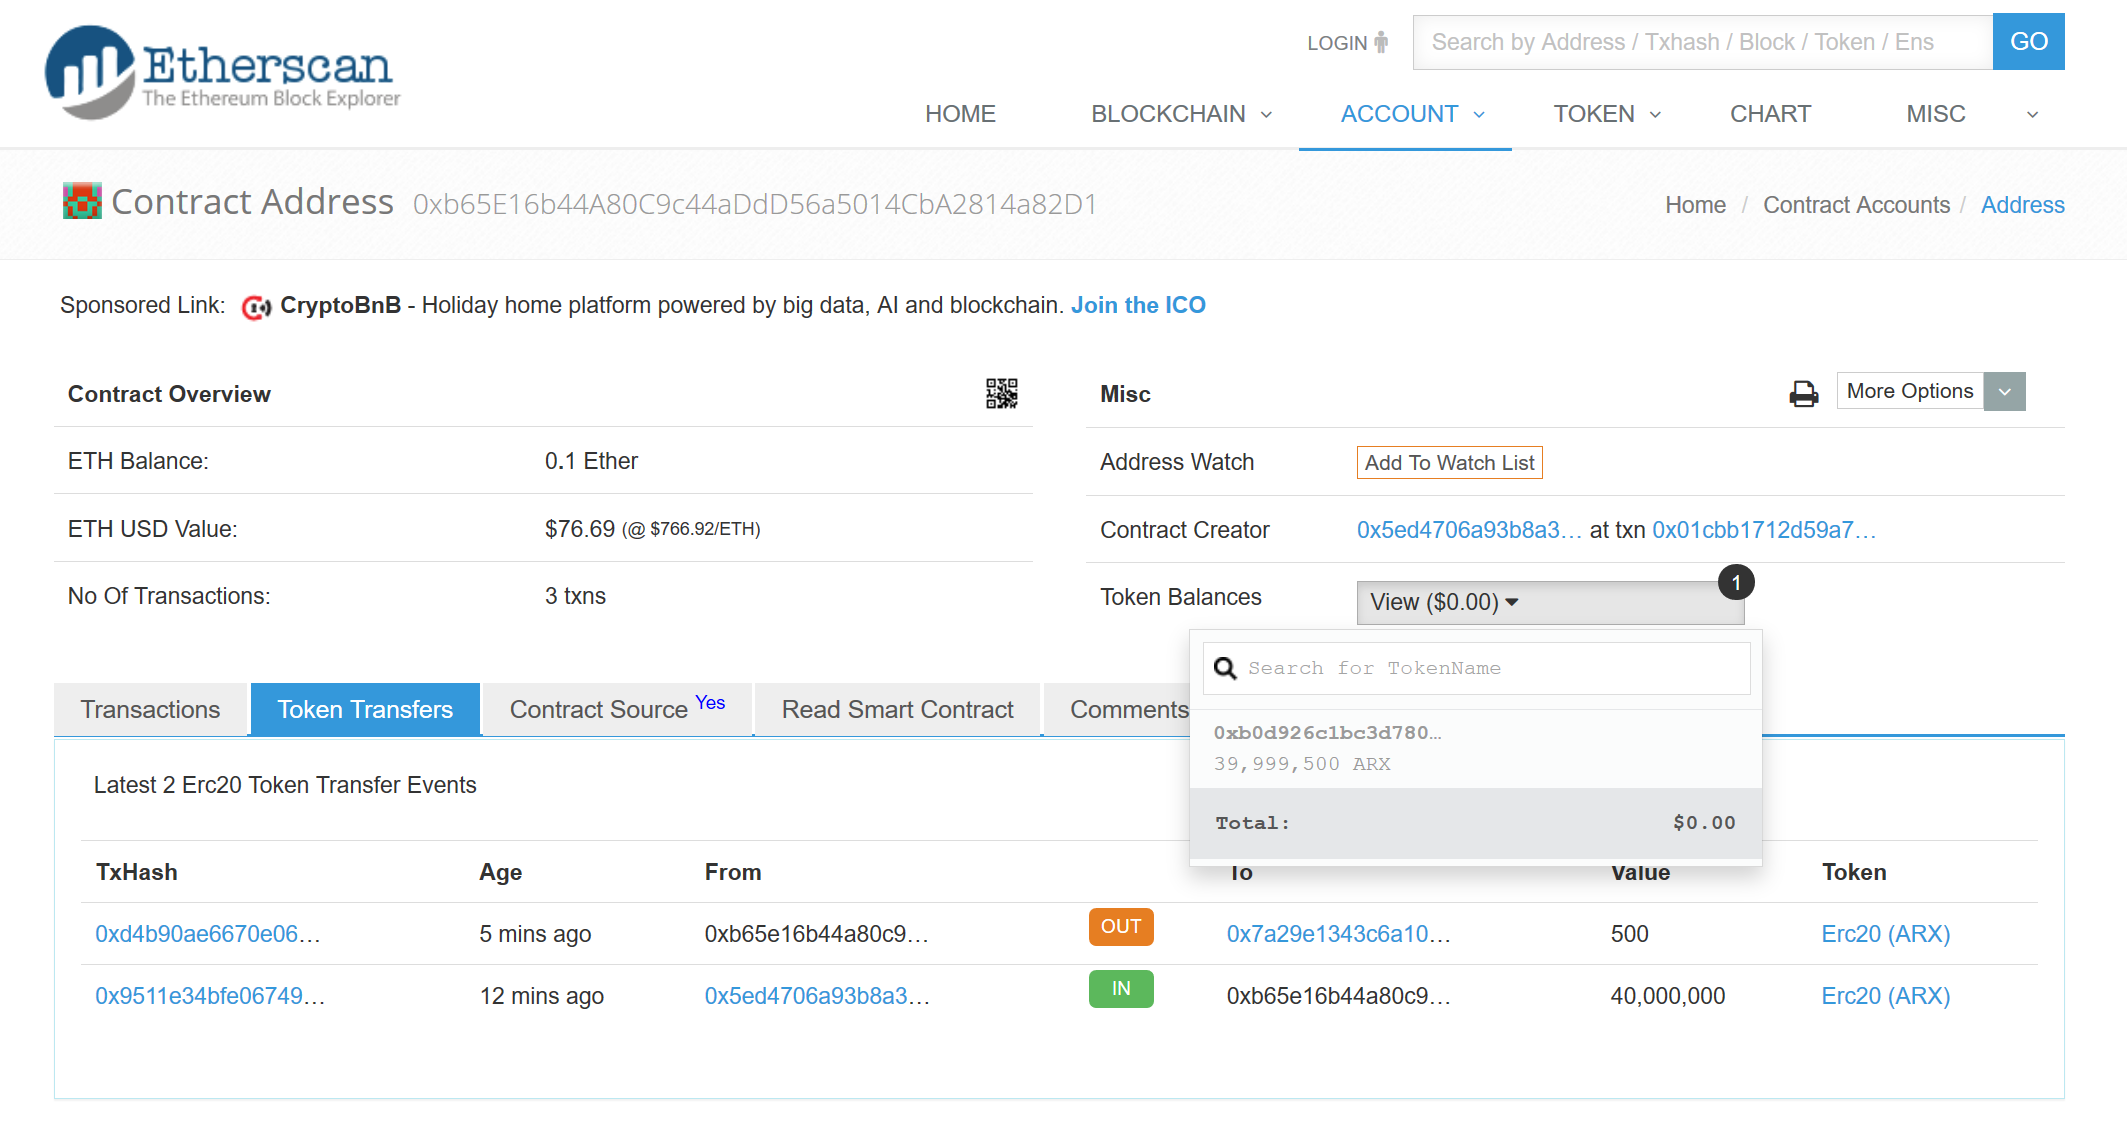 Etherscan
The Ethereum Block Explorer
LOGIN
Search by Address / Txhash / Block / Token / Ens
GO
HOME
BLOCKCHAIN
ACCOUNT
TOKEN
CHART
MISC
Contract Address 0xb65E16b44A80C9c44aDdD56a5014CbA2814a82D1
Home / Contract Accounts / Address
Sponsored Link: CryptoBnB - Holiday home platform powered by big data, AI and blockchain. Join the ICO
Contract Overview
ETH Balance: 0.1 Ether
ETH USD Value: $76.69 (@ $766.92/ETH)
No Of Transactions: 3 txns
Misc
More Options
Address Watch Add To Watch List
Contract Creator 0x5ed4706a93b8a3... at txn 0x01cbb1712d59a7...
Token Balances View ($0.00) 1
Search for TokenName
0xb0d926c1bc3d780…
39,999,500 ARX
Total: $0.00
Transactions
Token Transfers
Contract Source Yes
Read Smart Contract
Comments
Latest 2 Erc20 Token Transfer Events
TxHash Age From To Value Token
0xd4b90ae6670e06... 5 mins ago 0xb65e16b44a80c9... OUT 0x7a29e1343c6a10... 500 Erc20 (ARX)
0x9511e34bfe06749... 12 mins ago 0x5ed4706a93b8a3... IN 0xb65e16b44a80c9... 40,000,000 Erc20 (ARX)